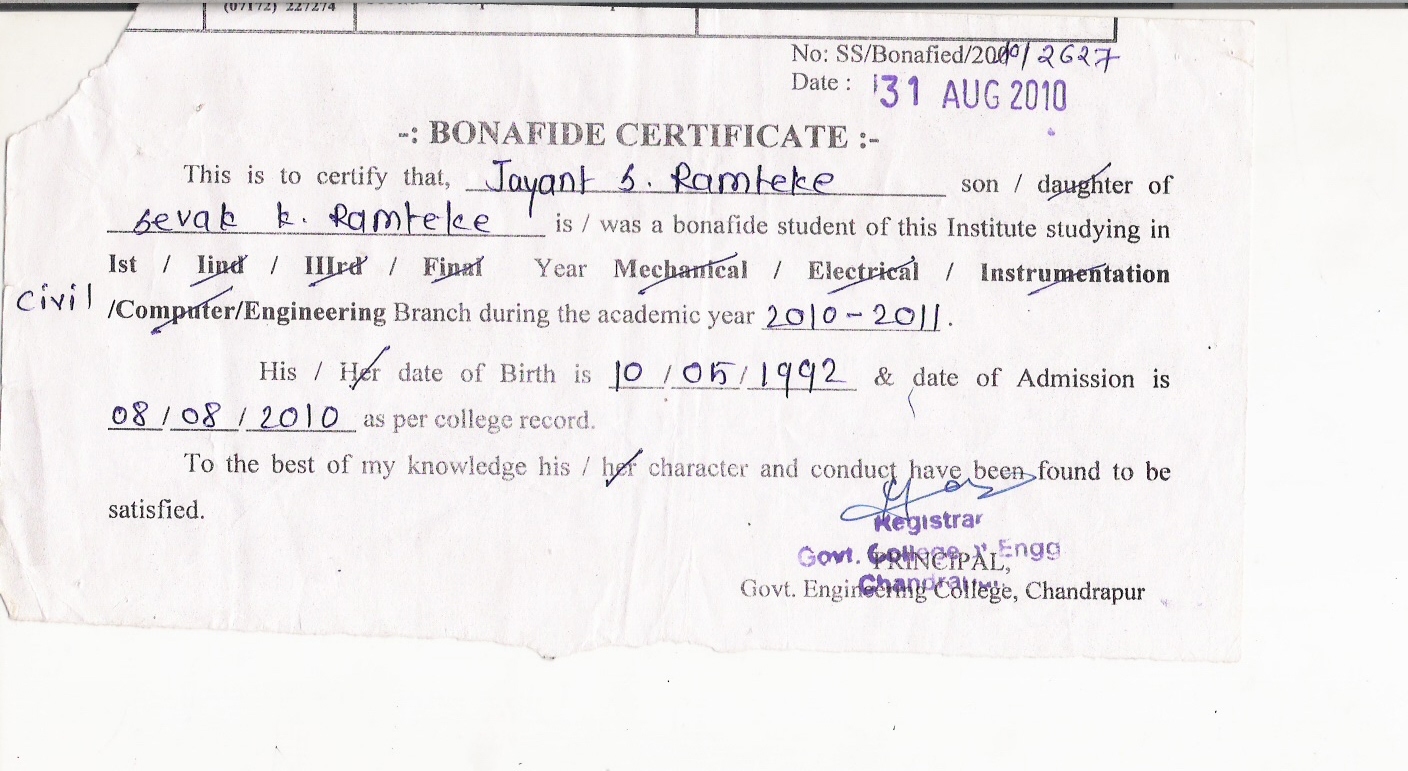 (07172) 227274
No: SS/Bonafied/2010/2627
Date : 31 AUG 2010
-: BONAFIDE CERTIFICATE :-
This is to certify that, Jayant S. Ramteke son / daughter of
Sevak K. Ramteke is / was a bonafide student of this Institute studying in
Ist / IInd / IIIrd / Final Year Mechanical / Electrical / Instrumentation
Civil /Computer/Engineering Branch during the academic year 2010-2011.
His / Her date of Birth is 10/05/1992 & date of Admission is
08/08/2010 as per college record.
To the best of my knowledge his / her character and conduct have been found to be
satisfied.
Registrar
Govt. College of Engg
PRINCIPAL,
Chandrapur
Govt. Engineering College, Chandrapur